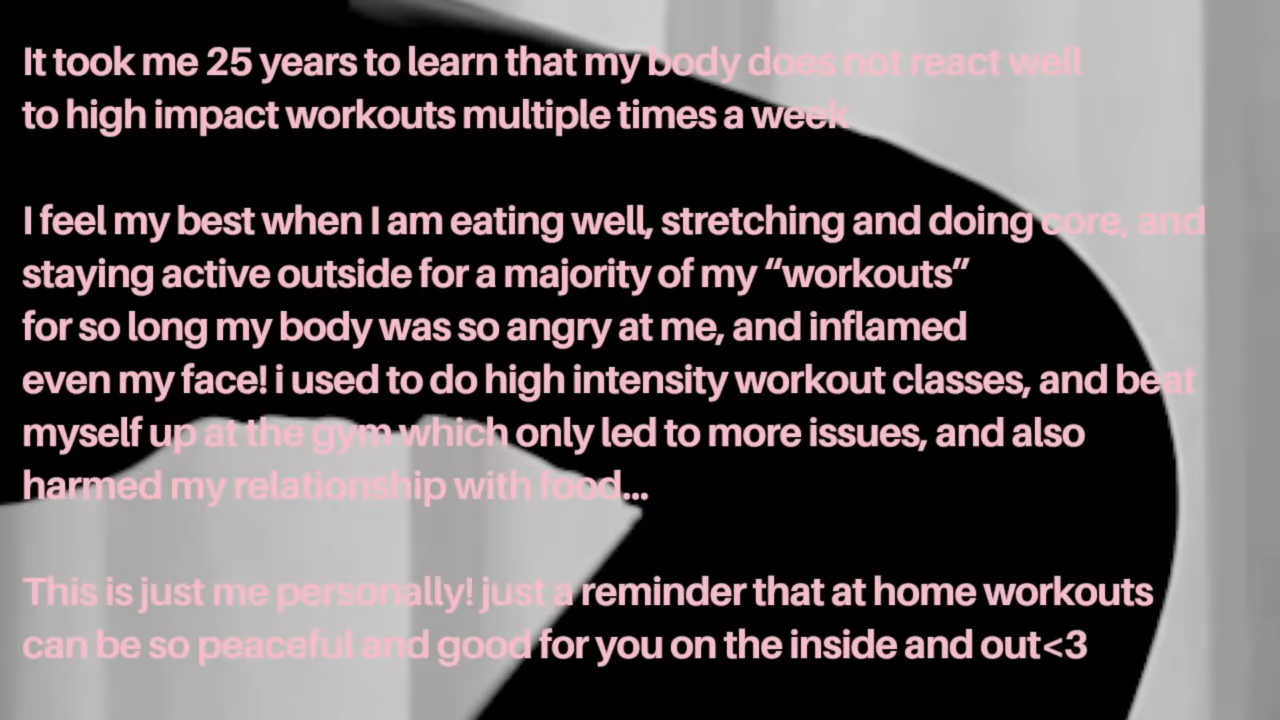 It took me 25 years to learn that my body does not react well
to high impact workouts multiple times a week
I feel my best when I am eating well, stretching and doing core, and
staying active outside for a majority of my “workouts”
for so long my body was so angry at me, and inflamed
even my face! i used to do high intensity workout classes, and beat
myself up at the gym which only led to more issues, and also
harmed my relationship with food...
This is just me personally! just a reminder that at home workouts
can be so peaceful and good for you on the inside and out<3